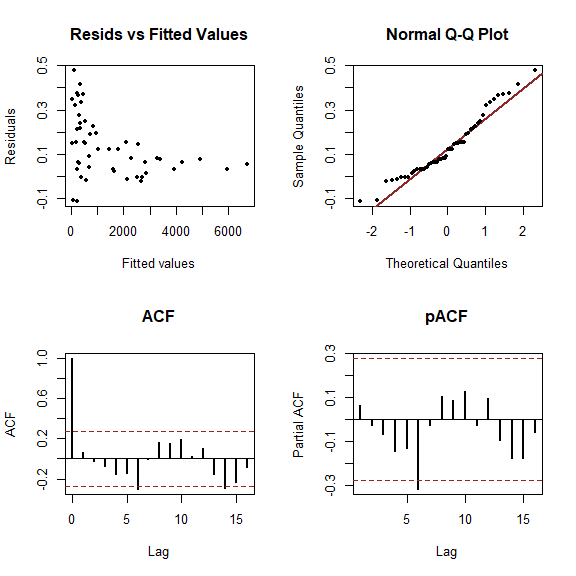 Resids vs Fitted Values
Residuals
-0.1
0.1
0.3
0.5
0
2000
4000
6000
Fitted values
Normal Q-Q Plot
Sample Quantiles
-0.1
0.1
0.3
0.5
-2
-1
0
1
2
Theoretical Quantiles
ACF
ACF
-0.2
0.2
0.6
1.0
0
5
10
15
Lag
pACF
Partial ACF
-0.3
-0.1
0.1
0.3
5
10
15
Lag